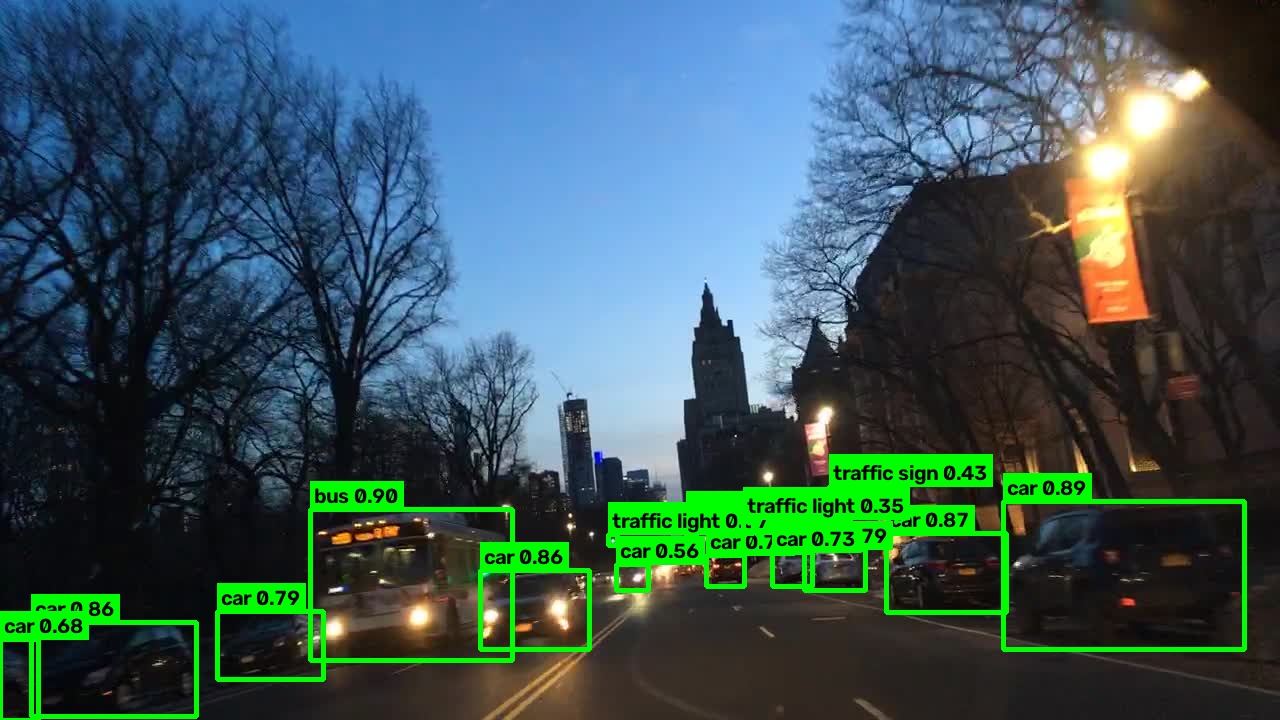 traffic sign 0.43
car 0.89
bus 0.90
traffic light 0.35
traffic light
car 0.87
car 0.86
car 0.56
car 0.73
79
car 0.79
car 0.86
car 0.68